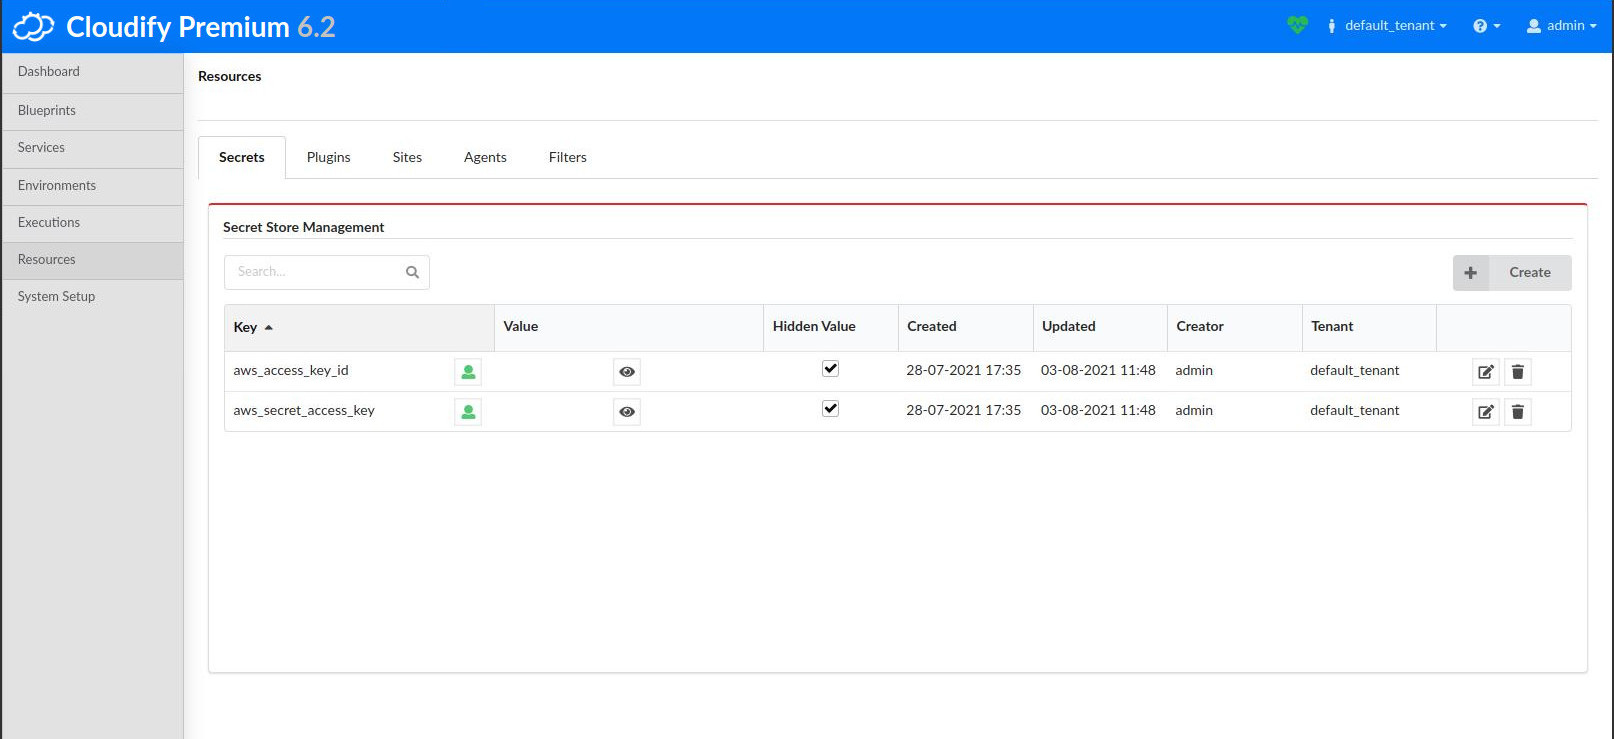 Cloudify Premium 6.2
default_tenant
admin
Dashboard
Blueprints
Services
Environments
Executions
Resources
System Setup
Resources
Secrets Plugins Sites Agents Filters
Secret Store Management
Search...
Create
Key Value Hidden Value Created Updated Creator Tenant
aws_access_key_id 28-07-2021 17:35 03-08-2021 11:48 admin default_tenant
aws_secret_access_key 28-07-2021 17:35 03-08-2021 11:48 admin default_tenant